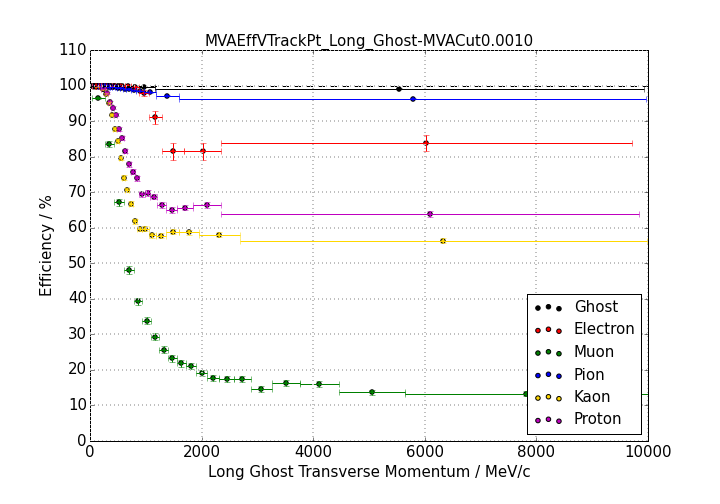 MVAEffVTrackPt_Long_Ghost-MVACut0.0010
110
100
90
80
70
60
50
40
30
20
10
0
Efficiency / %
Ghost
Electron
Muon
Pion
Kaon
Proton
0 2000 4000 6000 8000 10000
Long Ghost Transverse Momentum / MeV/c